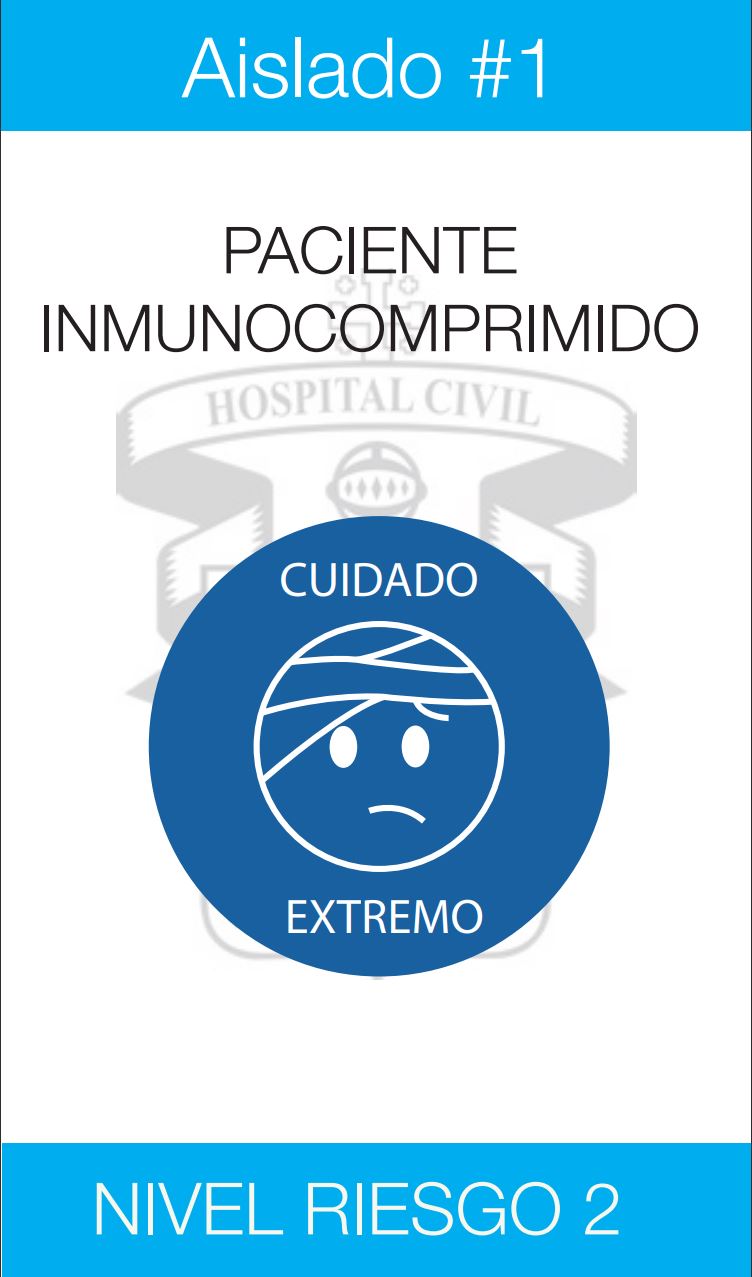 Aislado #1
PACIENTE
INMUNOCOMPRIMIDO
HOSPITAL CIVIL
CUIDADO
EXTREMO
NIVEL RIESGO 2